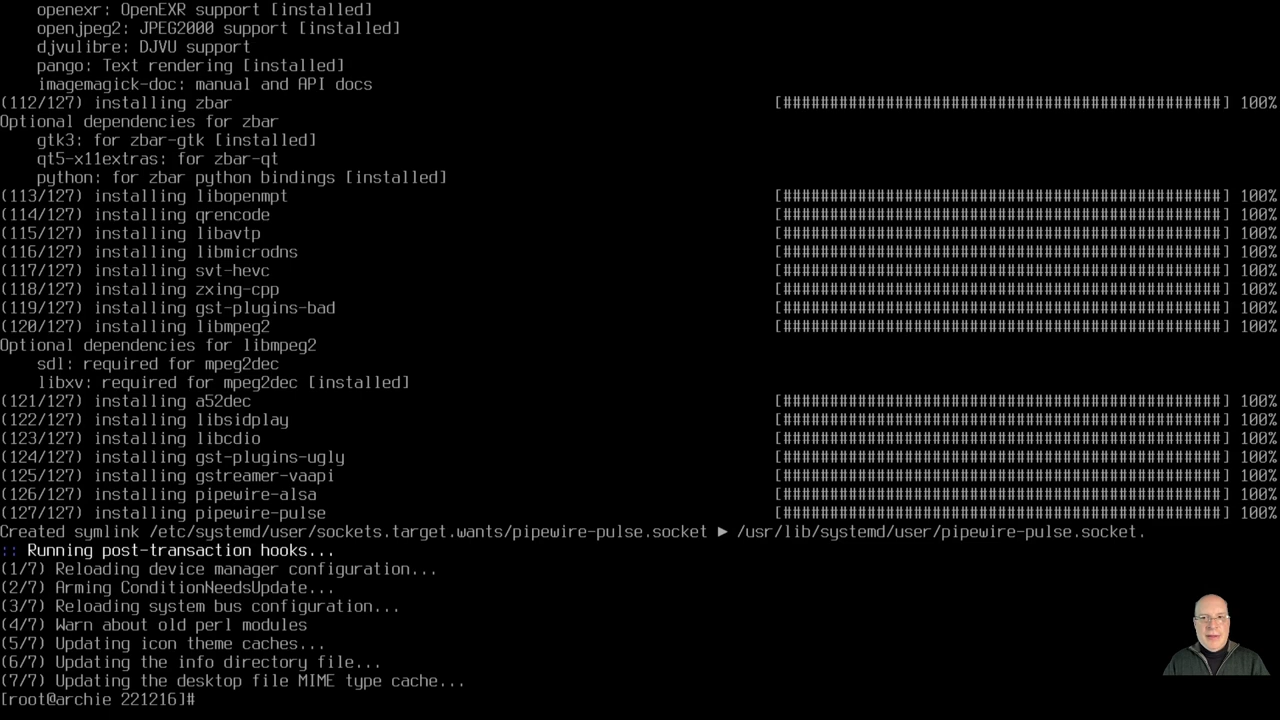 openexr: OpenEXR support [installed]
openjpeg2: JPEG2000 support [installed]
djvulibre: DJVU support
pango: Text rendering [installed]
imagemagick-doc: manual and API docs
(112/127) installing zbar [###############################################] 100%
Optional dependencies for zbar
gtk3: for zbar-gtk [installed]
qt5-x11extras: for zbar-qt
python: for zbar python bindings [installed]
(113/127) installing libopenmpt [###############################################] 100%
(114/127) installing qrencode [###############################################] 100%
(115/127) installing libavtp [###############################################] 100%
(116/127) installing libmicrodns [###############################################] 100%
(117/127) installing svt-hevc [###############################################] 100%
(118/127) installing zxing-cpp [###############################################] 100%
(119/127) installing gst-plugins-bad [###############################################] 100%
(120/127) installing libmpeg2 [###############################################] 100%
Optional dependencies for libmpeg2
sdl: required for mpeg2dec
libxv: required for mpeg2dec [installed]
(121/127) installing a52dec [###############################################] 100%
(122/127) installing libsidplay [###############################################] 100%
(123/127) installing libcdio [###############################################] 100%
(124/127) installing gst-plugins-ugly [###############################################] 100%
(125/127) installing gstreamer-vaapi [###############################################] 100%
(126/127) installing pipewire-alsa [###############################################] 100%
(127/127) installing pipewire-pulse [###############################################] 100%
Created symlink /etc/systemd/user/sockets.target.wants/pipewire-pulse.socket ► /usr/lib/systemd/user/pipewire-pulse.socket.
:: Running post-transaction hooks...
(1/7) Reloading device manager configuration...
(2/7) Arming ConditionNeedsUpdate...
(3/7) Reloading system bus configuration...
(4/7) Warn about old perl modules
(5/7) Updating icon theme caches...
(6/7) Updating the info directory file...
(7/7) Updating the desktop file MIME type cache...
[root@archie 221216]#